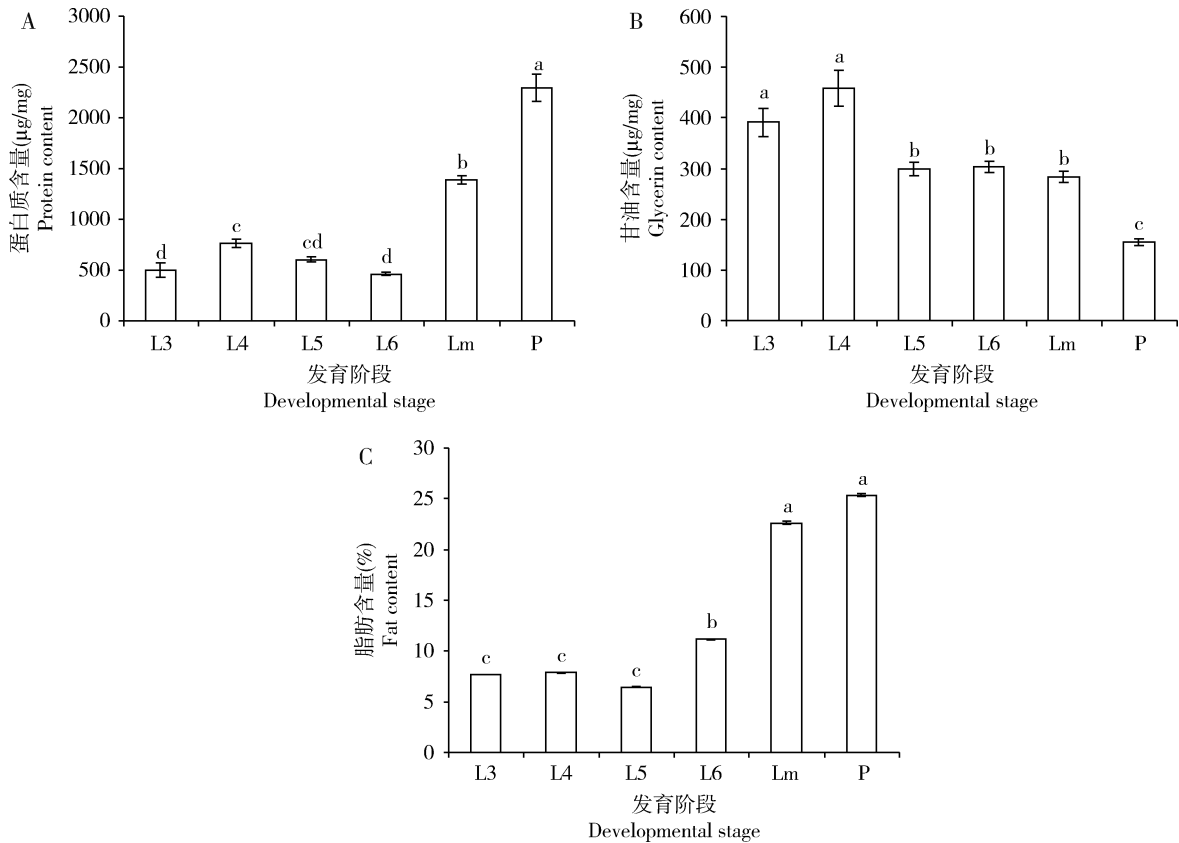 A
3000
2500
2000
1500
1000
500
0
蛋白质含量(μg/mg)
Protein content
d
c
cd
d
b
a
L3 L4 L5 L6 Lm P
发育阶段
Developmental stage
B
600
500
400
300
200
100
0
甘油含量(μg/mg)
Glycerin content
a
a
b
b
b
c
L3 L4 L5 L6 Lm P
发育阶段
Developmental stage
C
30
25
20
15
10
5
0
脂肪含量(%)
Fat content
c
c
c
b
a
a
L3 L4 L5 L6 Lm P
发育阶段
Developmental stage